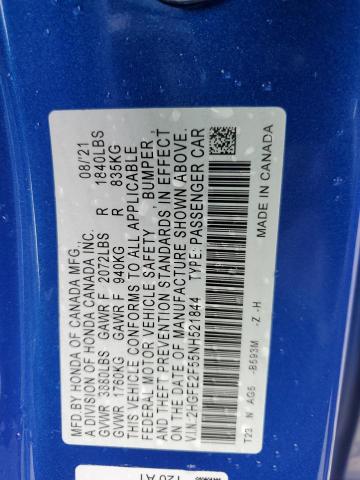 MFD.BY HONDA OF CANADA MFG., 08/'21
A DIVISION OF HONDA CANADA INC.
GVWR 3880LBS GAWR F 2072LBS R 1840LBS
GVWR 1760KG GAWR F 940KG R 835KG
THIS VEHICLE CONFORMS TO ALL APPLICABLE
FEDERAL MOTOR VEHICLE SAFETY, BUMPER,
THEFT PREVENTION STANDARDS IN EFFECT
ON THE DATE OF MANUFACTURE SHOWN ABOVE.
V.I.N.:2HGFE2F55NH521844 TYPE: PASSENGER CAR
T23 N AG5 -B593M -Z -H
MADE IN CANADA
T20 A1